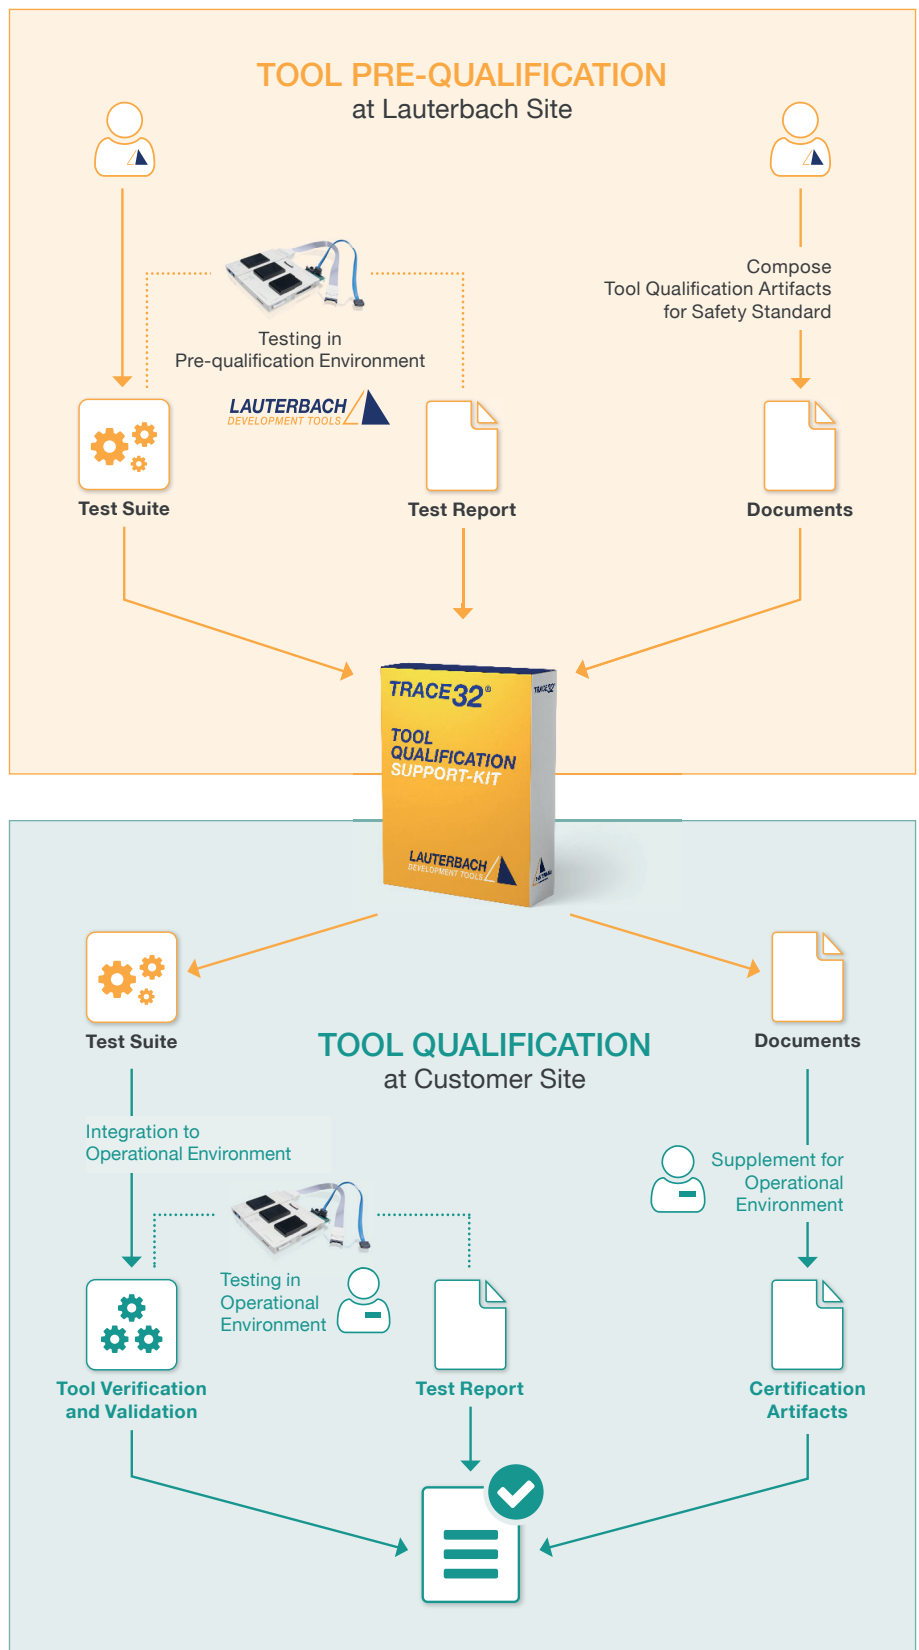 TOOL PRE-QUALIFICATION
at Lauterbach Site
Compose
Tool Qualification Artifacts
for Safety Standard
Testing in
Pre-qualification Environment
LAUTERBACH
DEVELOPMENT TOOLS
Test Suite
Test Report
Documents
TRACE32®
TRACE32
TOOL
QUALIFICATION
SUPPORT-KIT
LAUTERBACH
DEVELOPMENT TOOLS
Test Suite
Documents
TOOL QUALIFICATION
at Customer Site
Integration to
Operational Environment
Supplement for
Operational
Environment
Testing in
Operational
Environment
Tool Verification
and Validation
Test Report
Certification
Artifacts